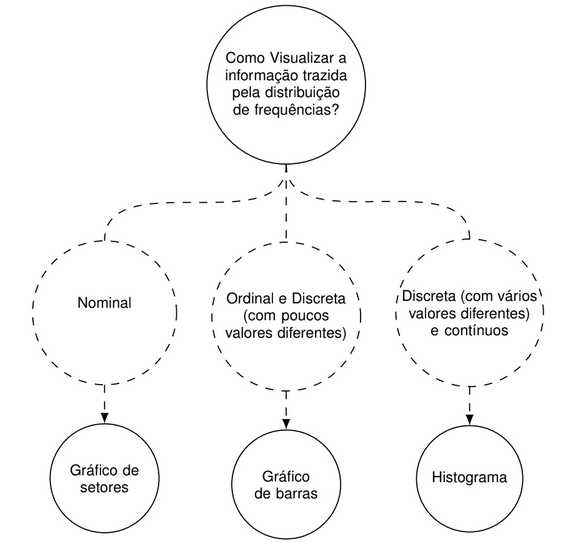 Como Visualizar a
informação trazida
pela distribuição
de frequências?
Nominal
Ordinal e Discreta
(com poucos
valores diferentes)
Discreta (com vários
valores diferentes)
e contínuos
Gráfico de
setores
Gráfico
de barras
Histograma